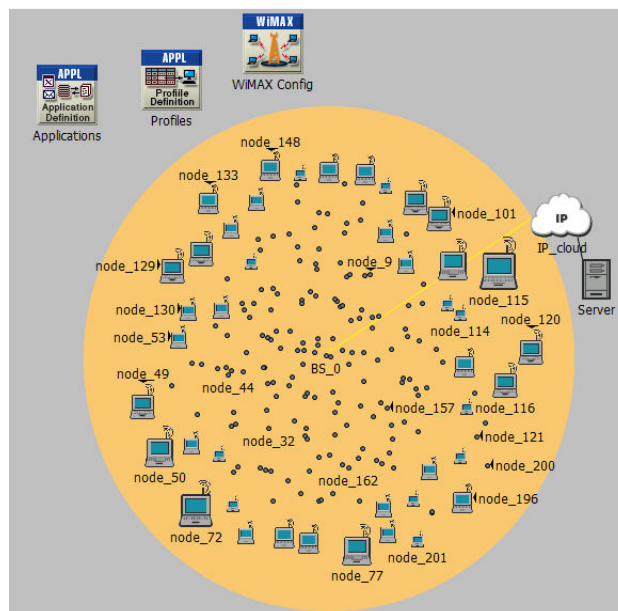 WiMAX
WiMAX Config
APPL
Profile
Definition
Profiles
APPL
Application
Definition
Applications
node_148
node_133
node_101
IP
IP_cloud
node_129
node_9
node_115
Server
node_130
node_114
node_120
node_53
BS_0
node_49
node_44
node_157
node_116
node_32
node_121
node_50
node_162
node_200
node_196
node_72
node_201
node_77